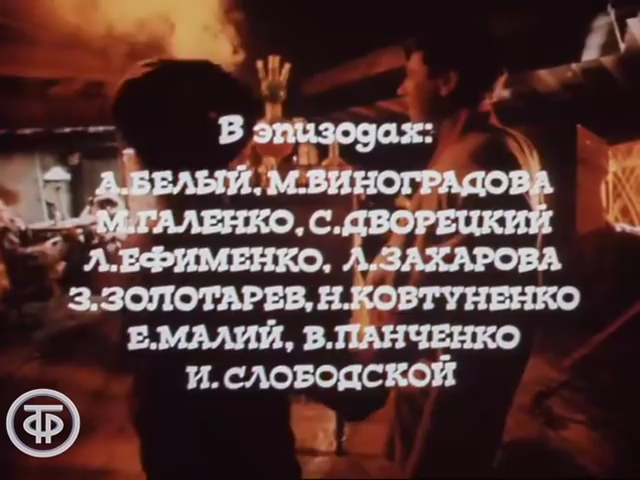 В эпизодах:
А.БЕЛЫЙ, М.ВИНОГРАДОВА
М.ГАЛЕНКО, С.ДВОРЕЦКИЙ
Л.ЕФИМЕНКО, Л.ЗАХАРОВА
З.ЗОЛОТАРЕВ, Н.КОВТУНЕНКО
Е.МАЛИЙ, В.ПАНЧЕНКО
И.СЛОБОДСКОЙ